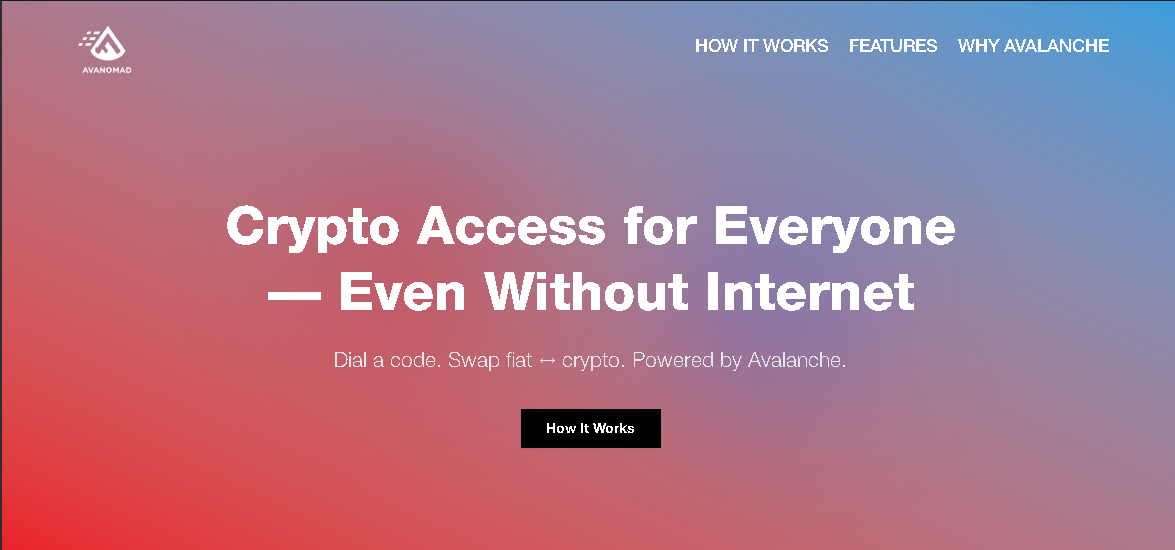 AVANOMAD
HOW IT WORKS FEATURES WHY AVALANCHE
Crypto Access for Everyone
— Even Without Internet
Dial a code. Swap fiat ↔ crypto. Powered by Avalanche.
How It Works